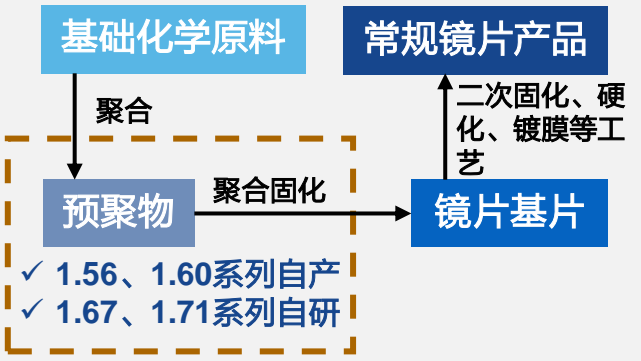 基础化学原料
常规镜片产品
聚合
二次固化、硬
化、镀膜等工
艺
预聚物
聚合固化
镜片基片
✓ 1.56、1.60系列自产
✓ 1.67、1.71系列自研